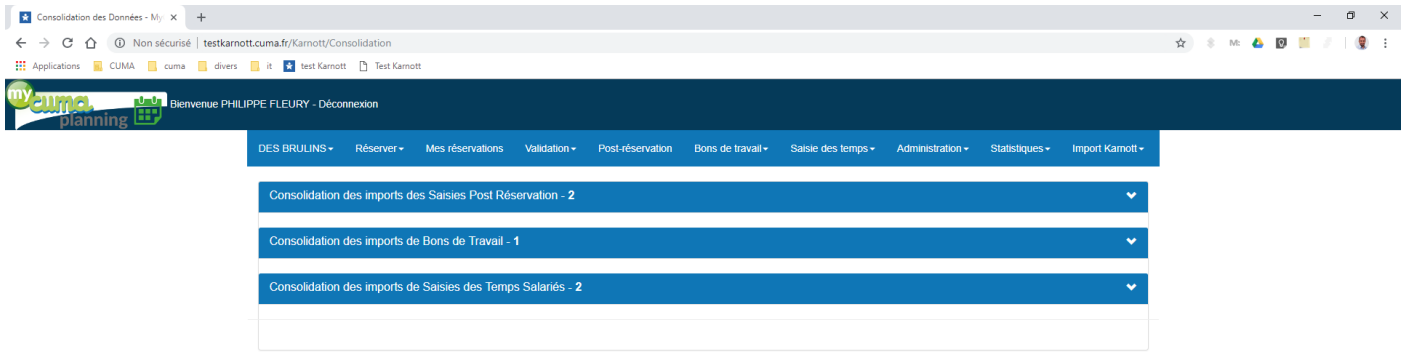 Consolidation des Données - My
Non sécurisé | testkarnott.cuma.fr/Karnott/Consolidation
M:
Applications CUMA cuma divers it test Karnott Test Karnott
my cuma planning
Bienvenue PHILIPPE FLEURY - Déconnexion
DES BRULINS Réserver Mes réservations Validation Post-réservation Bons de travail Saisie des temps Administration Statistiques Import Karnott
Consolidation des imports des Saisies Post Réservation - 2
Consolidation des imports de Bons de Travail - 1
Consolidation des imports de Saisies des Temps Salariés - 2